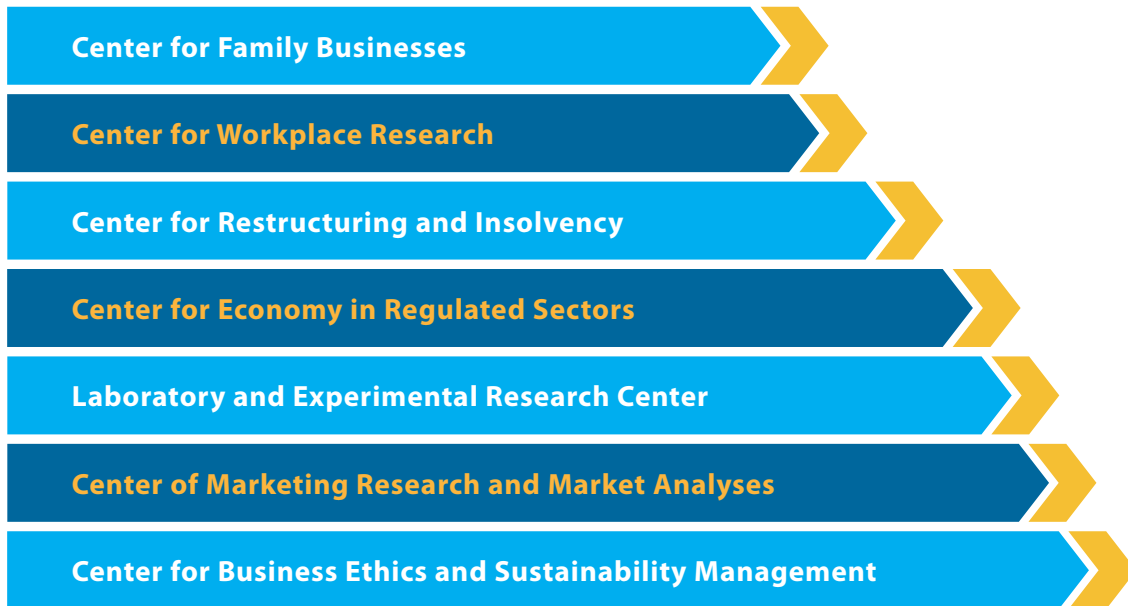 Center for Family Businesses
Center for Workplace Research
Center for Restructuring and Insolvency
Center for Economy in Regulated Sectors
Laboratory and Experimental Research Center
Center of Marketing Research and Market Analyses
Center for Business Ethics and Sustainability Management